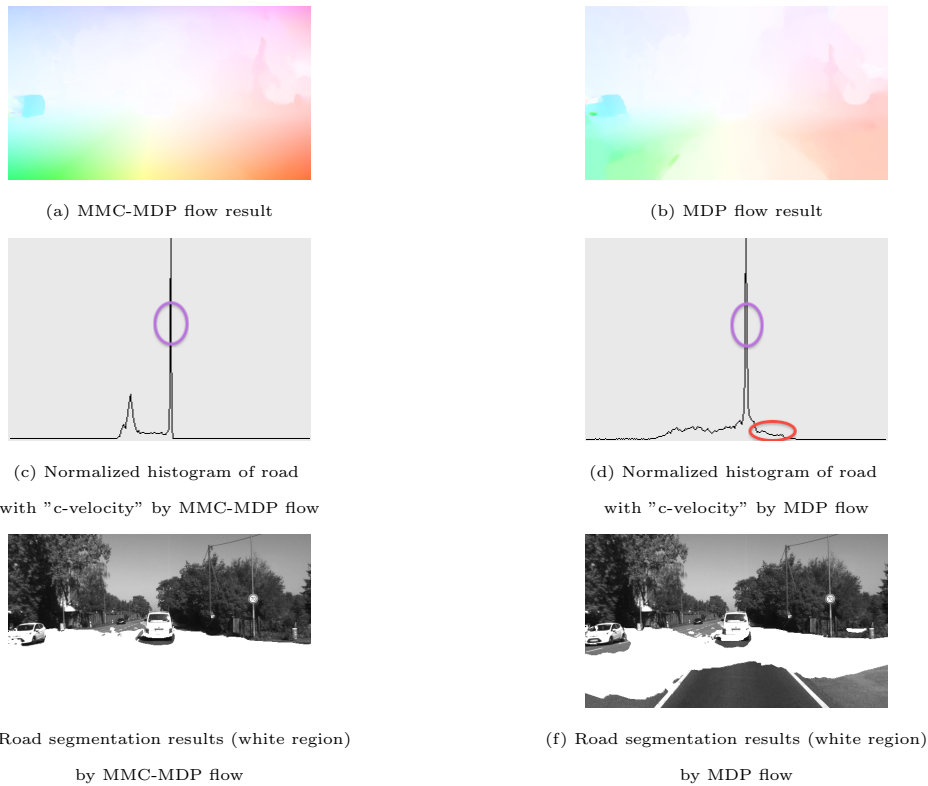 (a) MMC-MDP flow result
(b) MDP flow result
(c) Normalized histogram of road
with "c-velocity" by MMC-MDP flow
(d) Normalized histogram of road
with "c-velocity" by MDP flow
Road segmentation results (white region)
by MMC-MDP flow
(f) Road segmentation results (white region)
by MDP flow